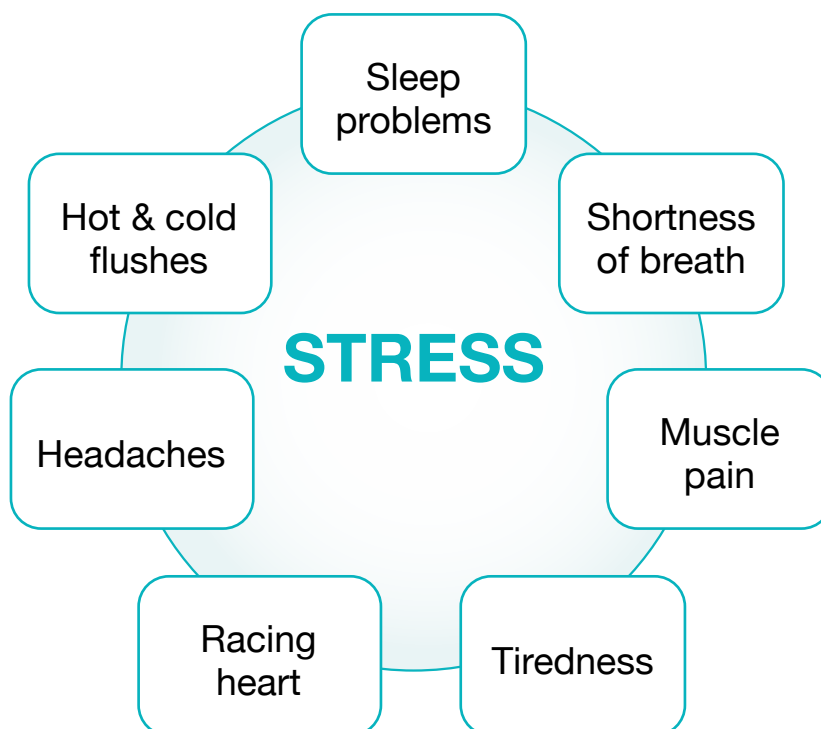 Sleep
problems
Shortness
of breath
Muscle
pain
Tiredness
Racing
heart
Headaches
Hot & cold
flushes
STRESS